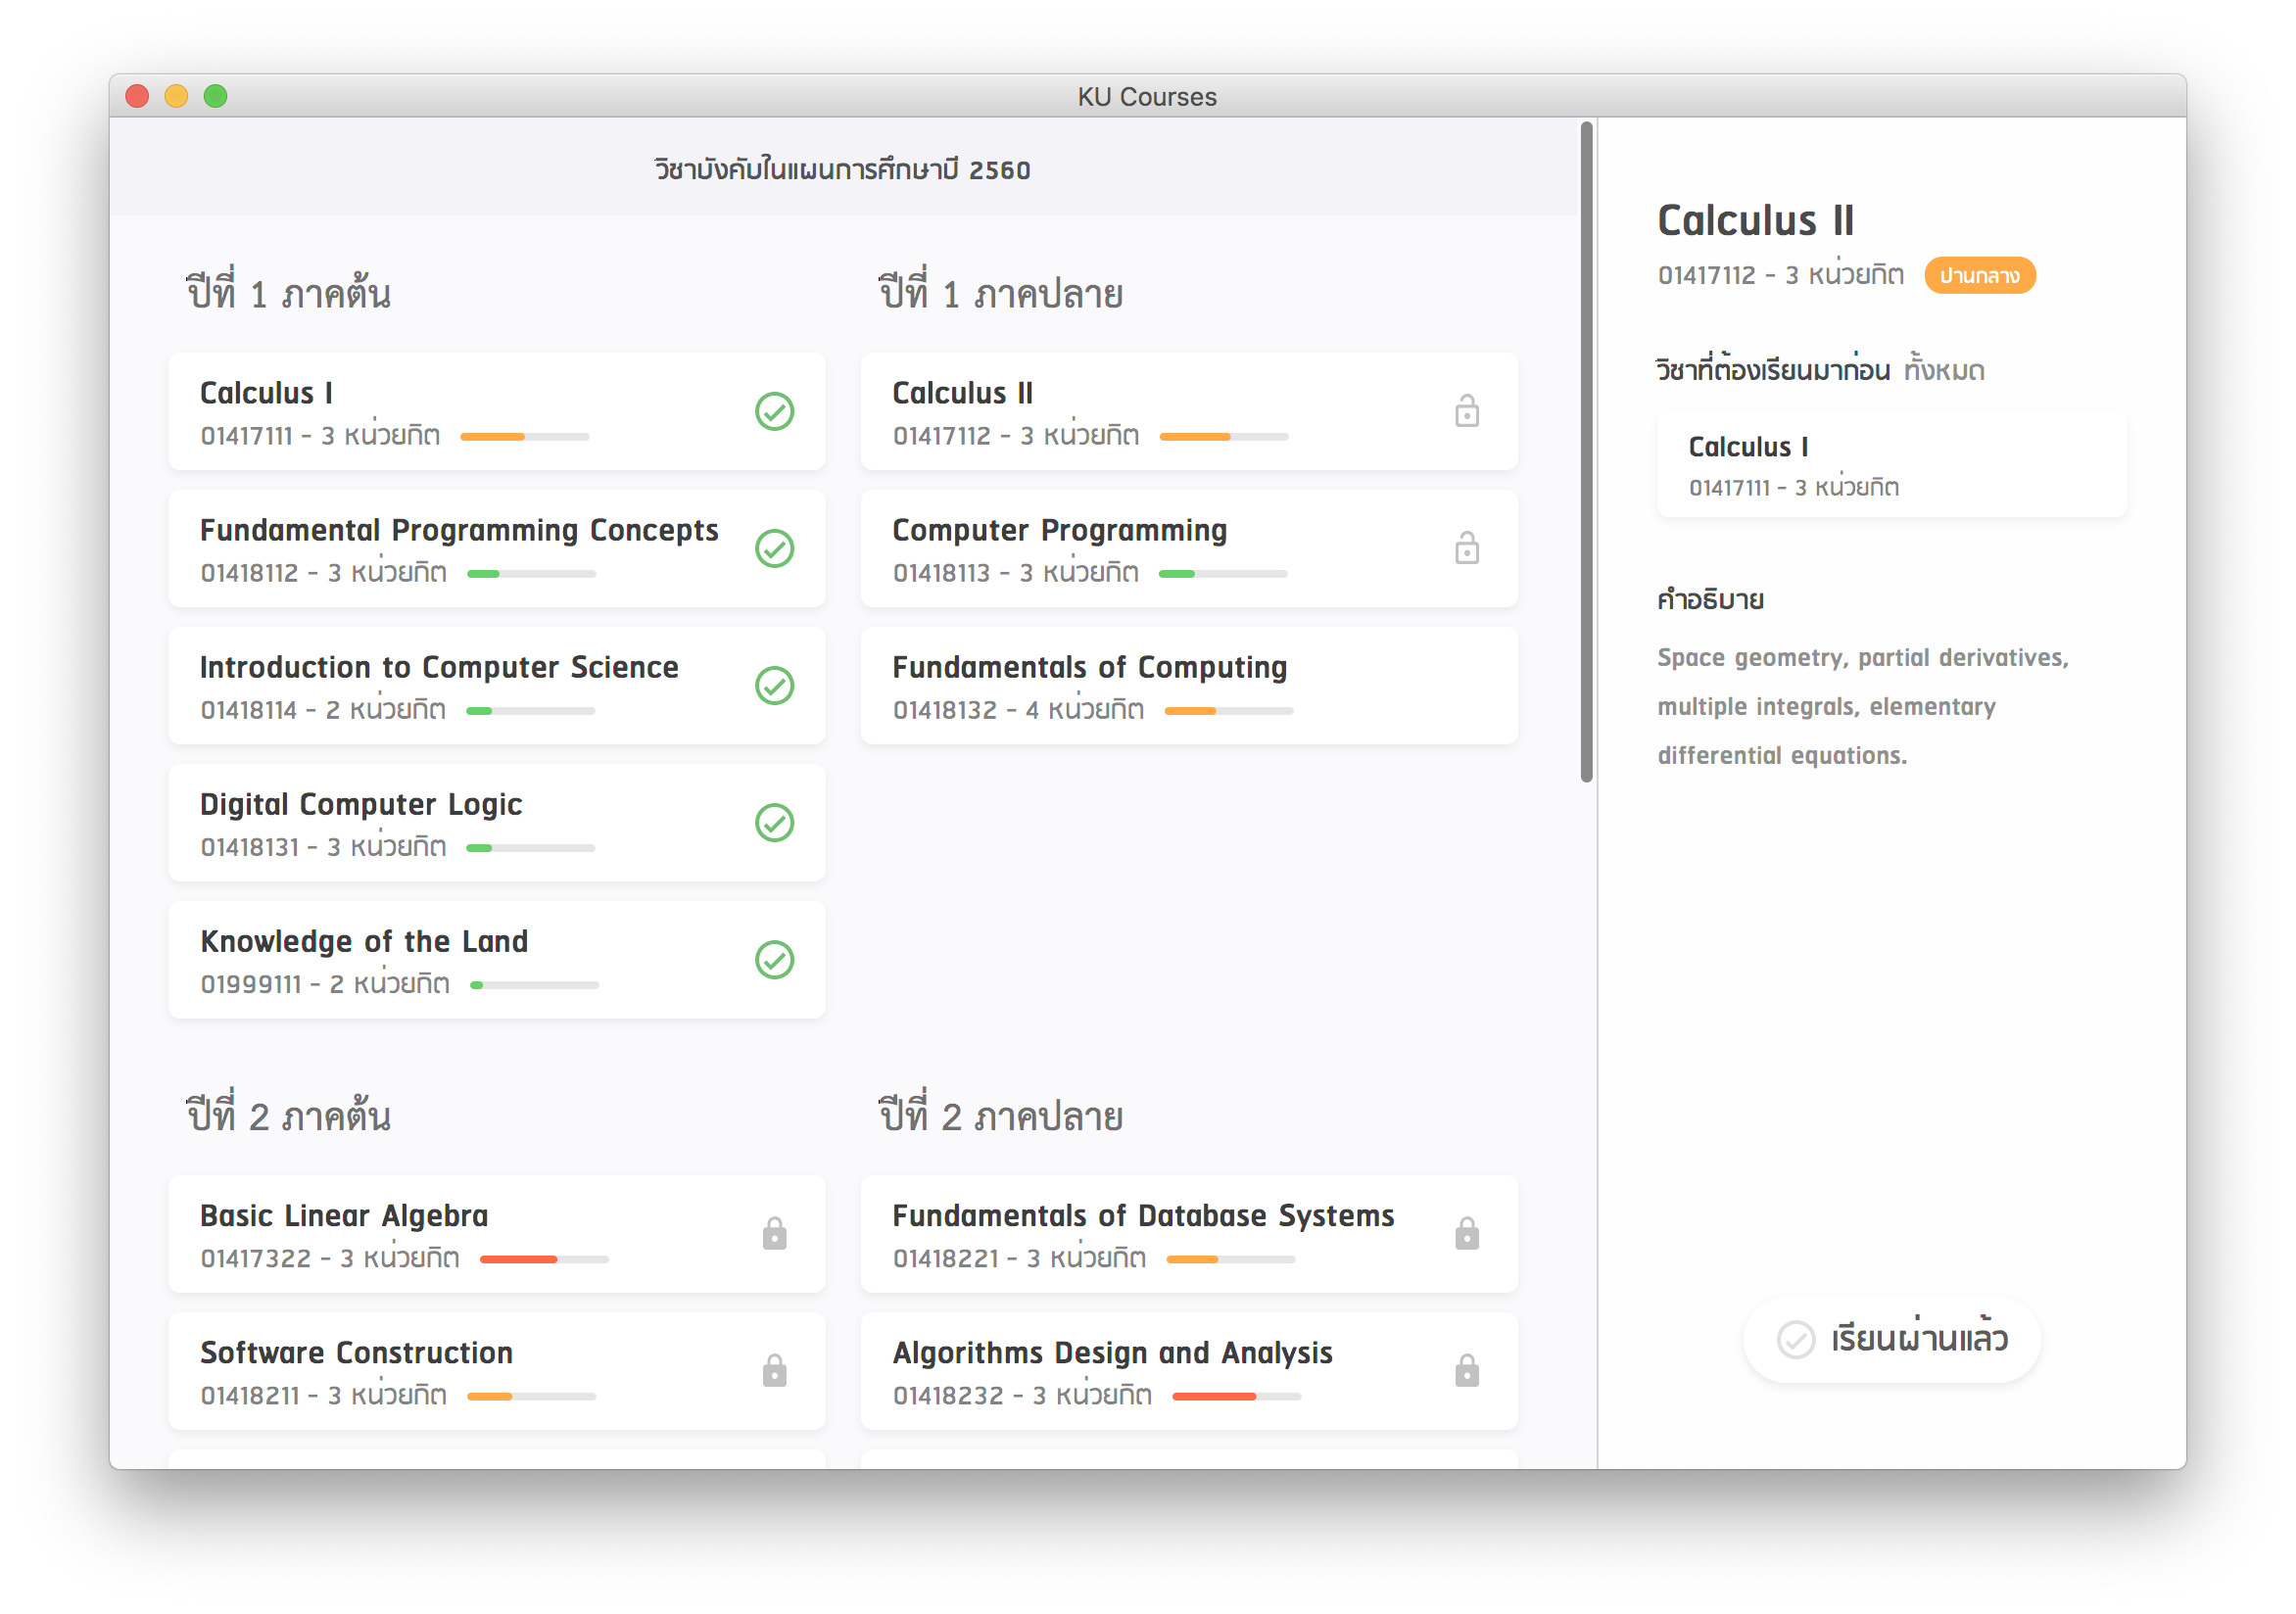 KU Courses
วิชาบังคับในแผนการศึกษาปี 2560
ปีที่ 1 ภาคต้น
Calculus I
01417111 - 3 หน่วยกิต
Fundamental Programming Concepts
01418112 - 3 หน่วยกิต
Introduction to Computer Science
01418114 - 2 หน่วยกิต
Digital Computer Logic
01418131 - 3 หน่วยกิต
Knowledge of the Land
01999111 - 2 หน่วยกิต
ปีที่ 1 ภาคปลาย
Calculus II
01417112 - 3 หน่วยกิต
Computer Programming
01418113 - 3 หน่วยกิต
Fundamentals of Computing
01418132 - 4 หน่วยกิต
ปีที่ 2 ภาคต้น
Basic Linear Algebra
01417322 - 3 หน่วยกิต
Software Construction
01418211 - 3 หน่วยกิต
ปีที่ 2 ภาคปลาย
Fundamentals of Database Systems
01418221 - 3 หน่วยกิต
Algorithms Design and Analysis
01418232 - 3 หน่วยกิต
Calculus II
01417112 - 3 หน่วยกิต ปานกลาง
วิชาที่ต้องเรียนมาก่อน ทั้งหมด
Calculus I
01417111 - 3 หน่วยกิต
คำอธิบาย
Space geometry, partial derivatives,
multiple integrals, elementary
differential equations.
เรียนผ่านแล้ว